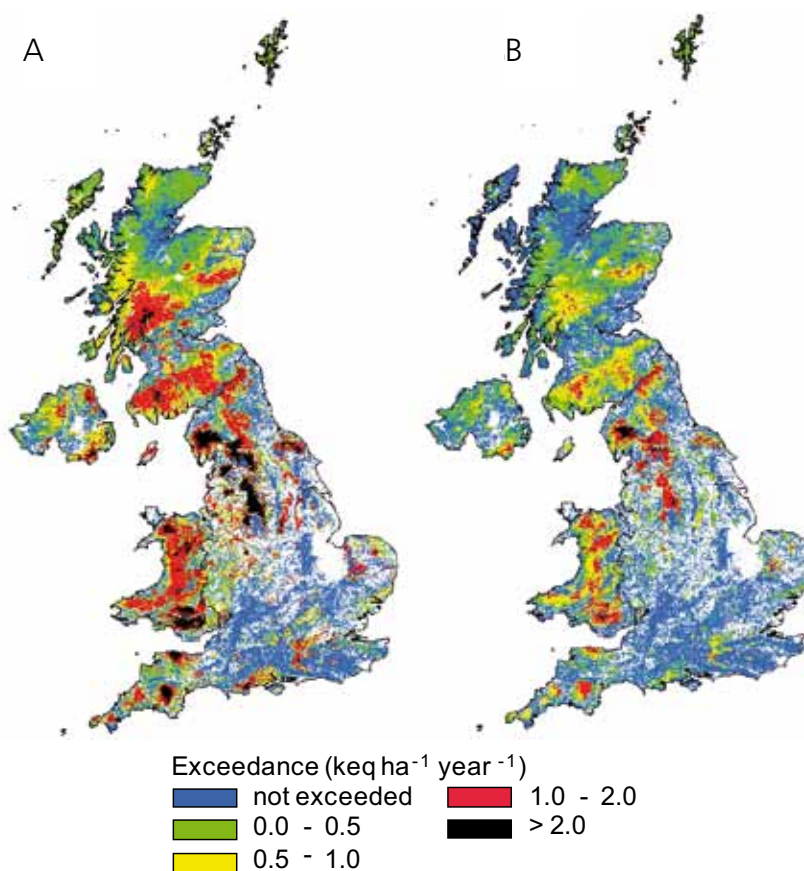 A B
Exceedance (keq ha⁻¹ year ⁻¹)
not exceeded 1.0 - 2.0
0.0 - 0.5 > 2.0
0.5 - 1.0